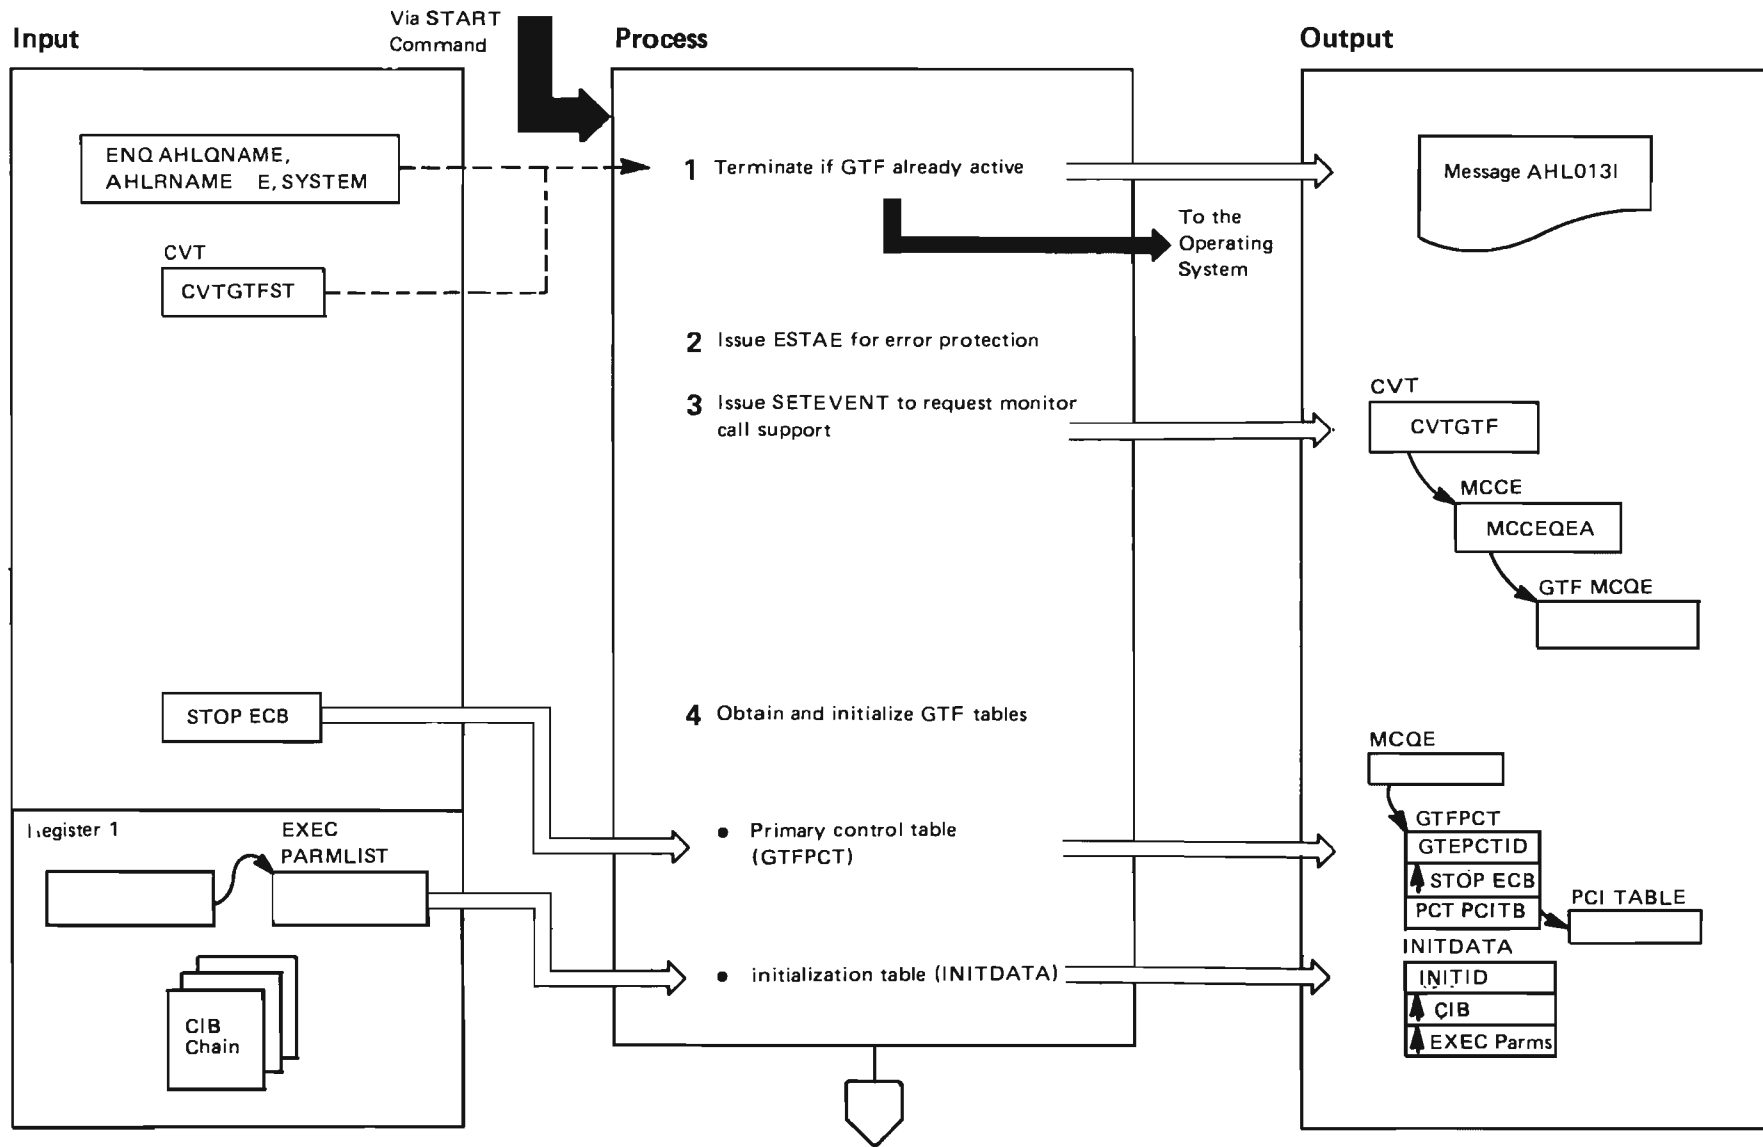 Via START
Command
Input
Process
Output
ENQ AHLQNAME,
AHLRNAME E, SYSTEM
CVT
CVTGTFST
STOP ECB
Register 1
EXEC
PARMLIST
CIB
Chain
1 Terminate if GTF already active
To the
Operating
System
2 Issue ESTAE for error protection
3 Issue SETEVENT to request monitor
call support
4 Obtain and initialize GTF tables
• Primary control table
(GTFPCT)
• initialization table (INITDATA)
Message AHL013I
CVT
CVTGTF
MCCE
MCCEQEA
GTF MCQE
MCQE
GTFPCT
GTEPCTID
STOP ECB
PCT PCITB
PCI TABLE
INITDATA
INITID
CIB
EXEC Parms